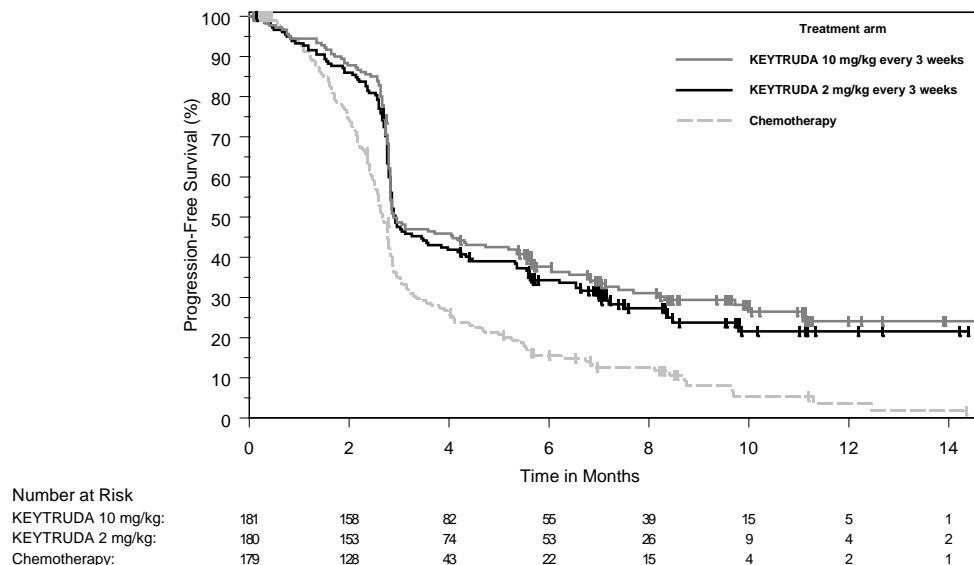 Treatment arm
KEYTRUDA 10 mg/kg every 3 weeks
KEYTRUDA 2 mg/kg every 3 weeks
Chemotherapy
Progression-Free Survival (%)
100
90
80
70
60
50
40
30
20
10
0
0 2 4 6 8 10 12 14
Time in Months
Number at Risk
KEYTRUDA 10 mg/kg: 181 158 82 55 39 15 5 1
KEYTRUDA 2 mg/kg: 180 153 74 53 26 9 4 2
Chemotherapy: 179 128 43 22 15 4 2 1